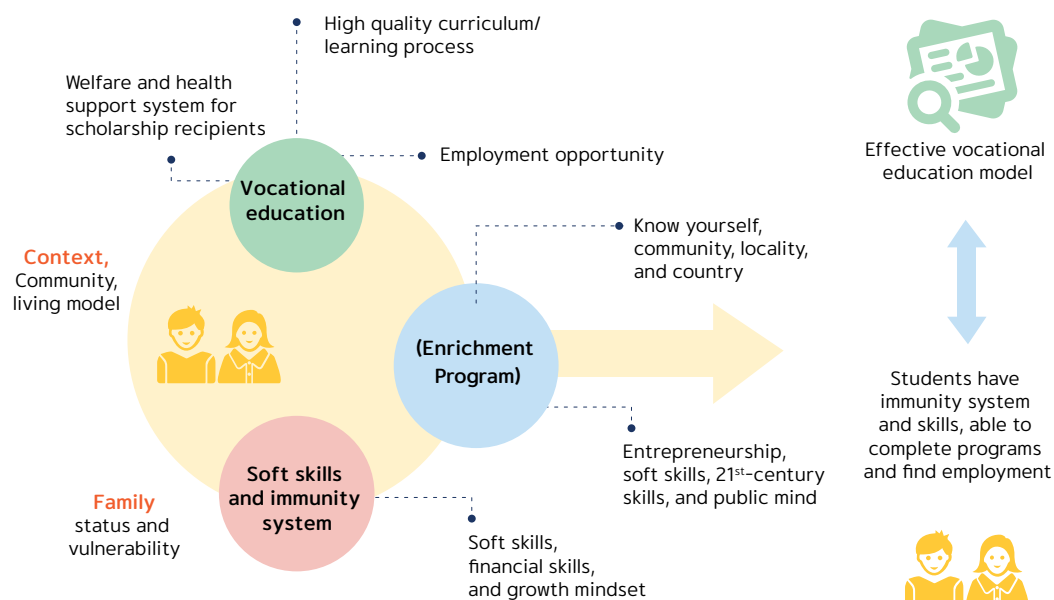 High quality curriculum/
learning process
Welfare and health
support system for
scholarship recipients
Employment opportunity
Vocational
education
Know yourself,
community, locality,
and country
Context,
Community,
living model
(Enrichment
Program)
Entrepreneurship,
soft skills, 21st-century
skills, and public mind
Soft skills
and immunity
system
Family
status and
vulnerability
Soft skills,
financial skills,
and growth mindset
Effective vocational
education model
Students have
immunity system
and skills, able to
complete programs
and find employment